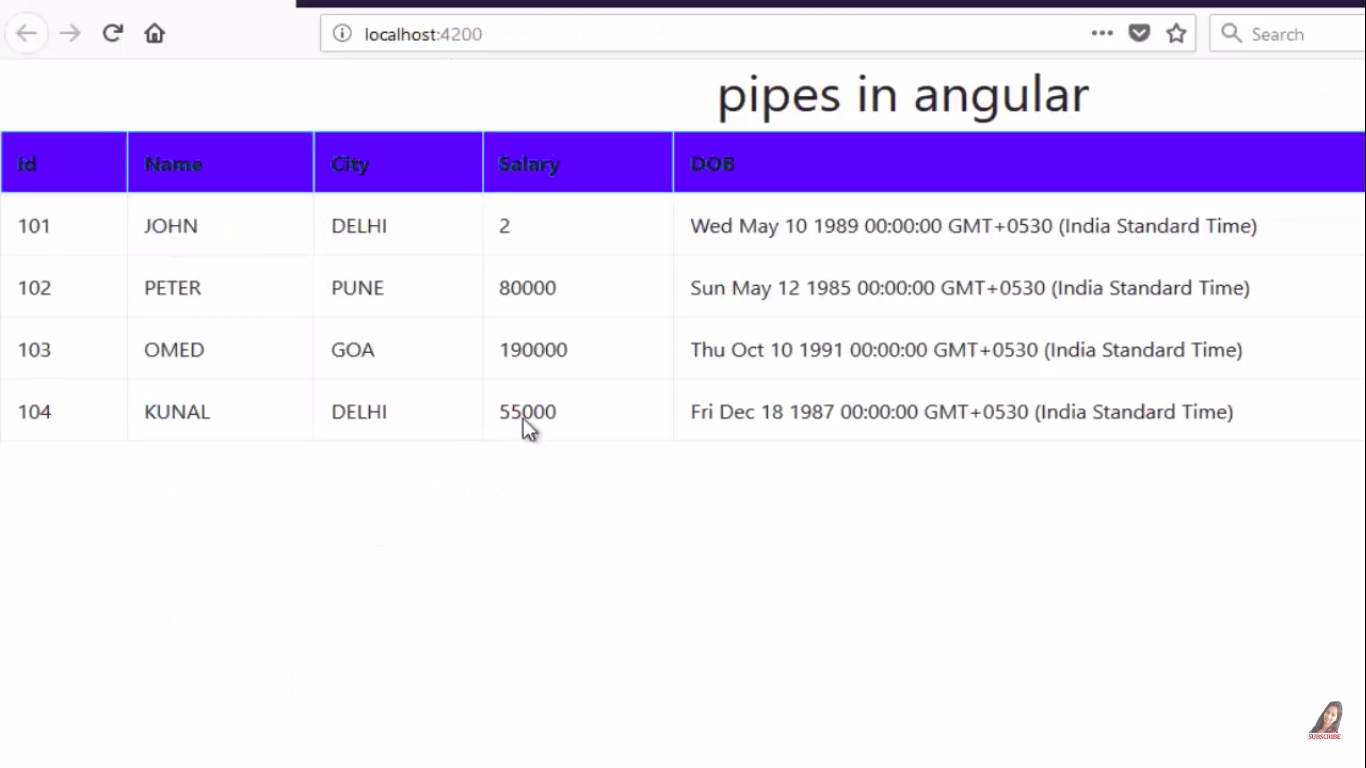 localhost:4200
Search
pipes in angular
Id Name City Salary DOB
101 JOHN DELHI 2 Wed May 10 1989 00:00:00 GMT+0530 (India Standard Time)
102 PETER PUNE 80000 Sun May 12 1985 00:00:00 GMT+0530 (India Standard Time)
103 OMED GOA 190000 Thu Oct 10 1991 00:00:00 GMT+0530 (India Standard Time)
104 KUNAL DELHI 55000 Fri Dec 18 1987 00:00:00 GMT+0530 (India Standard Time)
SUBSCRIBE